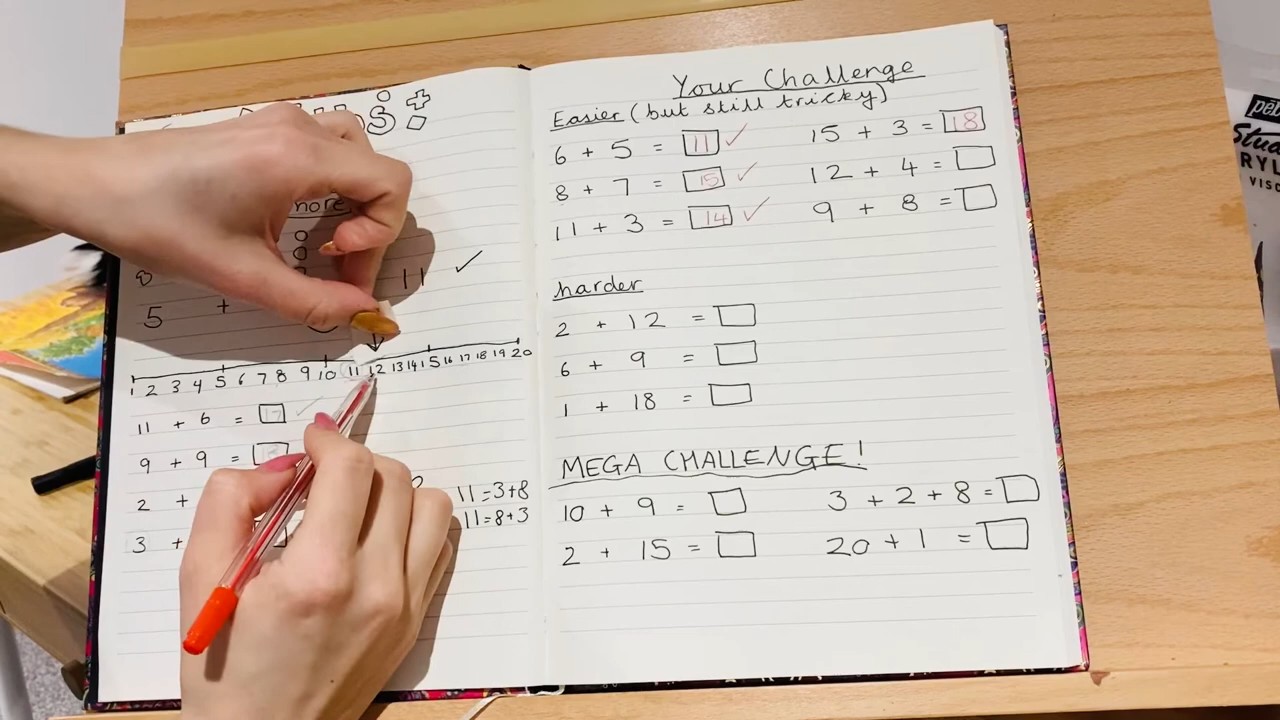 more
8
11 ✓
5 +
1 2 3 4 5 6 7 8 9 10 11 12 13 14 15 16 17 18 19 20
11 + 6 = 17 ✓
9 + 9 =
2 +
3 +
11=3+8
11=8+3
Your Challenge
Easier (but still tricky)
6 + 5 = 11 ✓ 15 + 3 = 18
8 + 7 = 15 ✓ 12 + 4 =
11 + 3 = 14 ✓ 9 + 8 =
harder
2 + 12 =
6 + 9 =
1 + 18 =
MEGA CHALLENGE!
10 + 9 = 3 + 2 + 8 =
2 + 15 = 20 + 1 =